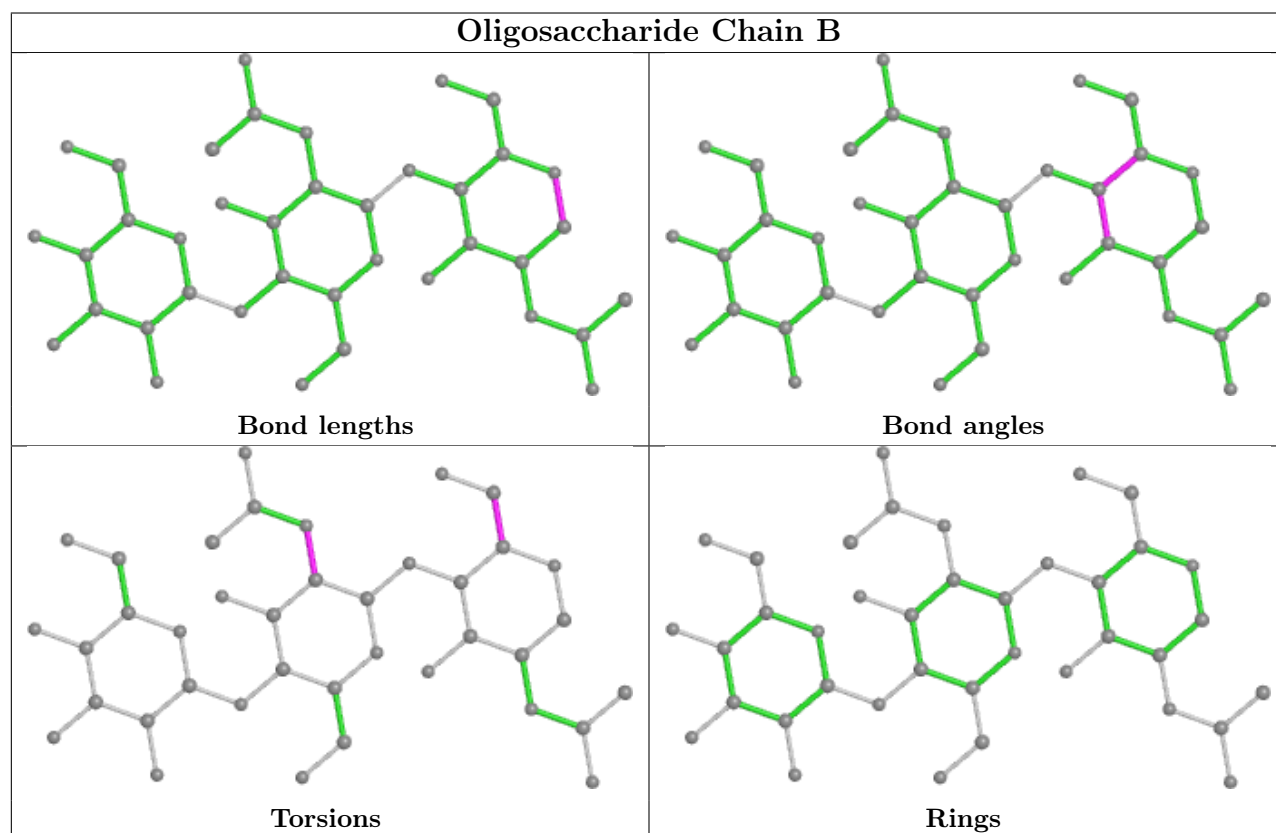 Oligosaccharide Chain B
Bond lengths
Bond angles
Torsions
Rings